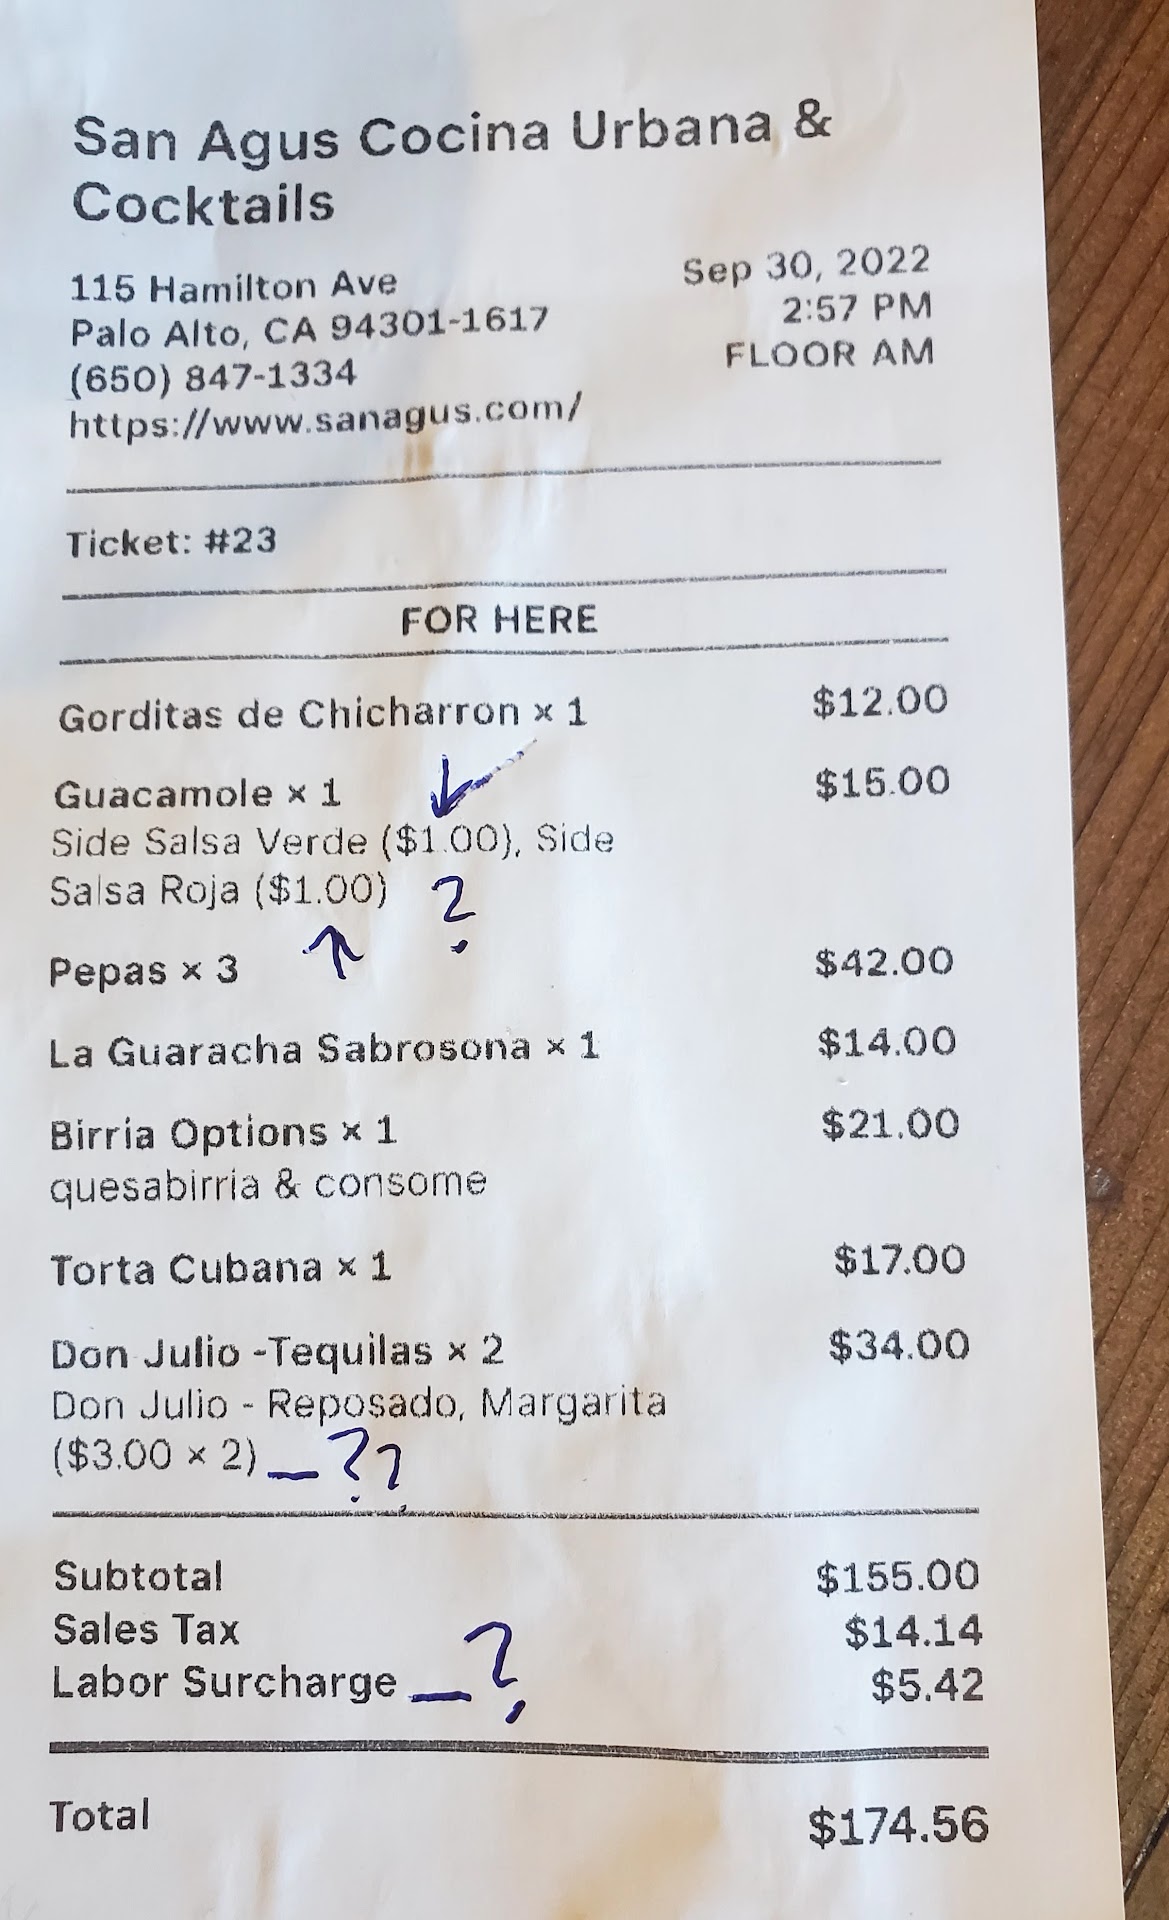 San Agus Cocina Urbana &
Cocktails
115 Hamilton Ave
Palo Alto, CA 94301-1617
(650) 847-1334
https://www.sanagus.com/
Sep 30, 2022
2:57 PM
FLOOR AM
Ticket: #23
FOR HERE
Gorditas de Chicharron × 1 $12.00
Guacamole × 1 $15.00
Side Salsa Verde ($1.00), Side
Salsa Roja ($1.00) ?
Pepas × 3 $42.00
La Guaracha Sabrosona × 1 $14.00
Birria Options × 1 $21.00
quesabirria & consome
Torta Cubana × 1 $17.00
Don Julio -Tequilas × 2 $34.00
Don Julio - Reposado, Margarita
($3.00 × 2) — ??
Subtotal $155.00
Sales Tax $14.14
Labor Surcharge — ? $5.42
Total $174.56